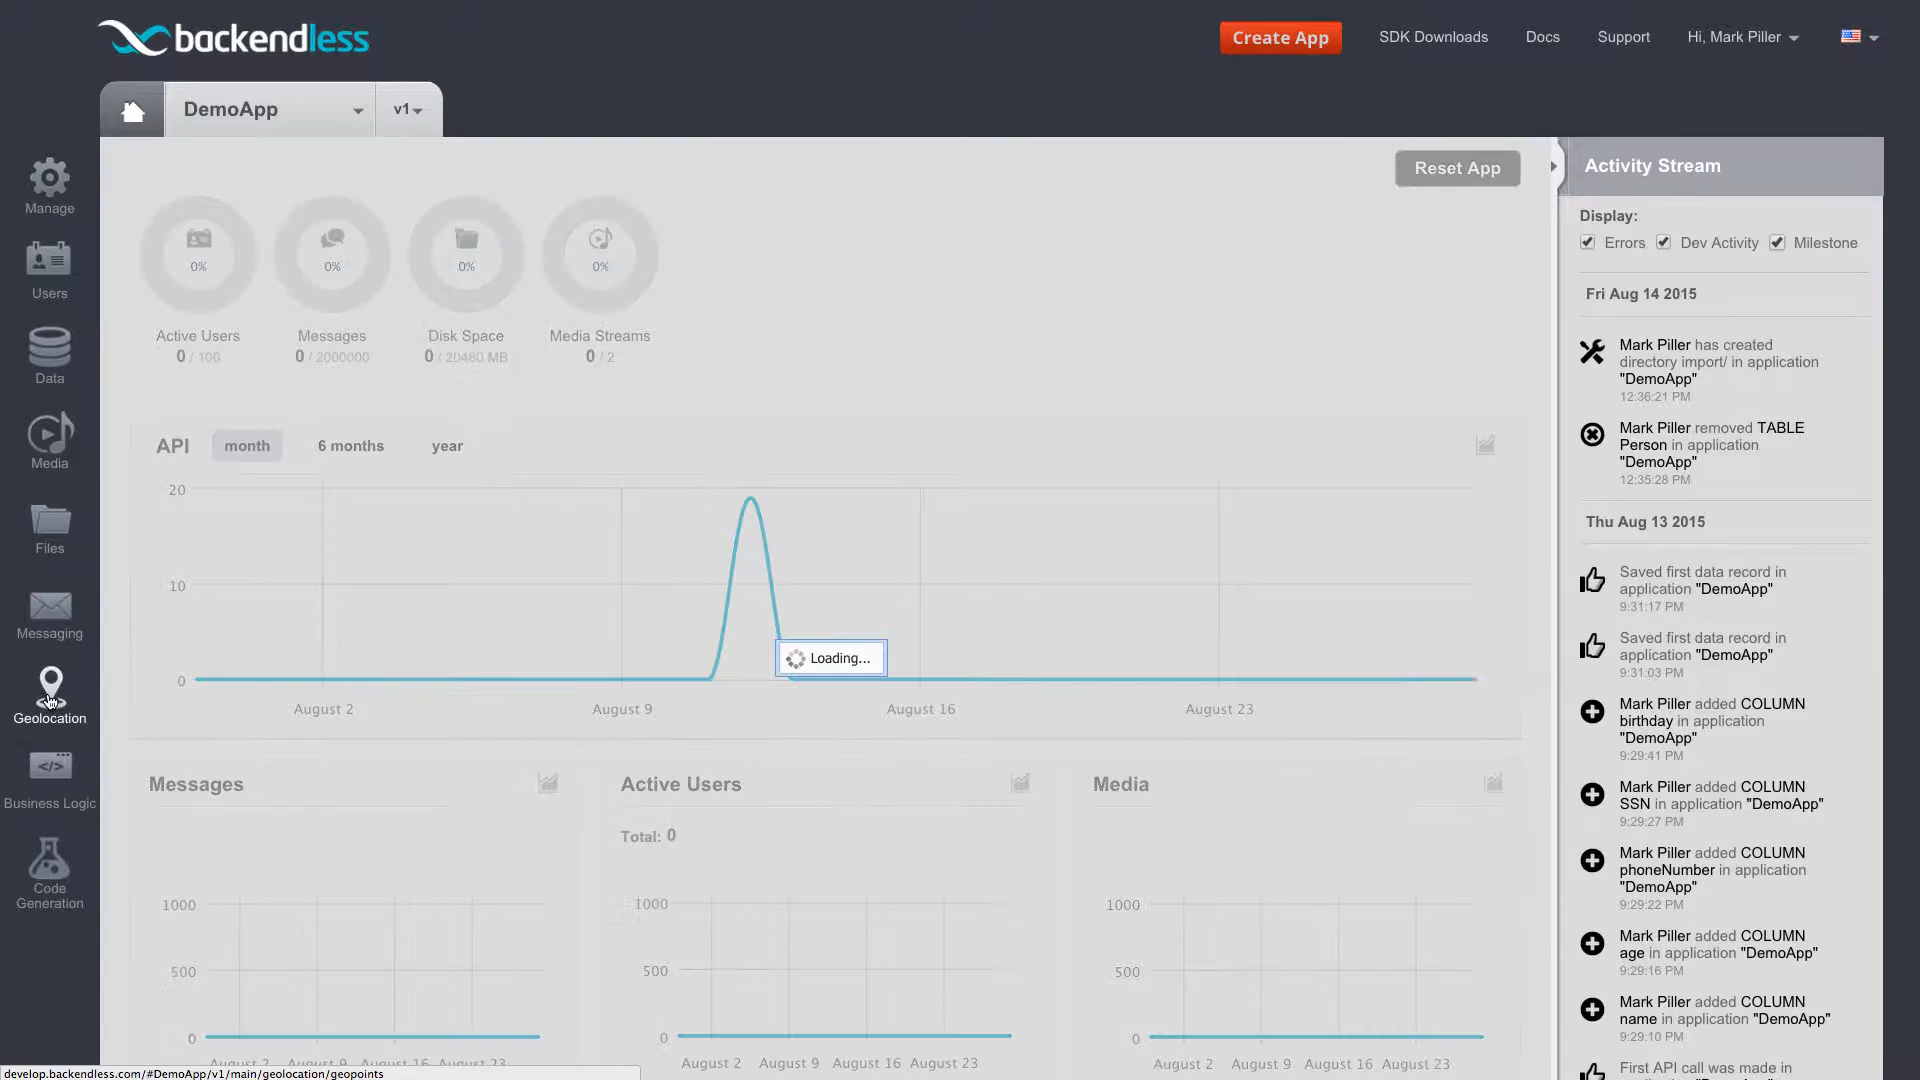 backendless
Create App
SDK Downloads
Docs
Support
Hi, Mark Piller
DemoApp
v1
Manage
Users
Data
Media
Files
Messaging
Geolocation
Business Logic
Code
Generation
Reset App
0%
0%
0%
0%
Active Users
0 / 100
Messages
0 / 2000000
Disk Space
0 / 20480 MB
Media Streams
0 / 2
API
month
6 months
year
20
10
0
August 2
August 9
August 16
August 23
Loading...
Messages
1000
500
0
August 2
August 9
August 16
August 23
Active Users
Total: 0
1000
500
0
August 2
August 9
August 16
August 23
Media
1000
500
0
August 2
August 9
August 16
August 23
Activity Stream
Display:
Errors
Dev Activity
Milestone
Fri Aug 14 2015
Mark Piller has created
directory import/ in application
"DemoApp"
12:36:21 PM
Mark Piller removed TABLE
Person in application
"DemoApp"
12:35:28 PM
Thu Aug 13 2015
Saved first data record in
application "DemoApp"
9:31:17 PM
Saved first data record in
application "DemoApp"
9:31:03 PM
Mark Piller added COLUMN
birthday in application
"DemoApp"
9:29:41 PM
Mark Piller added COLUMN
SSN in application "DemoApp"
9:29:27 PM
Mark Piller added COLUMN
phoneNumber in application
"DemoApp"
9:29:22 PM
Mark Piller added COLUMN
age in application "DemoApp"
9:29:16 PM
Mark Piller added COLUMN
name in application "DemoApp"
9:29:10 PM
First API call was made in
develop.backendless.com/#DemoApp/v1/main/geolocation/geopoints